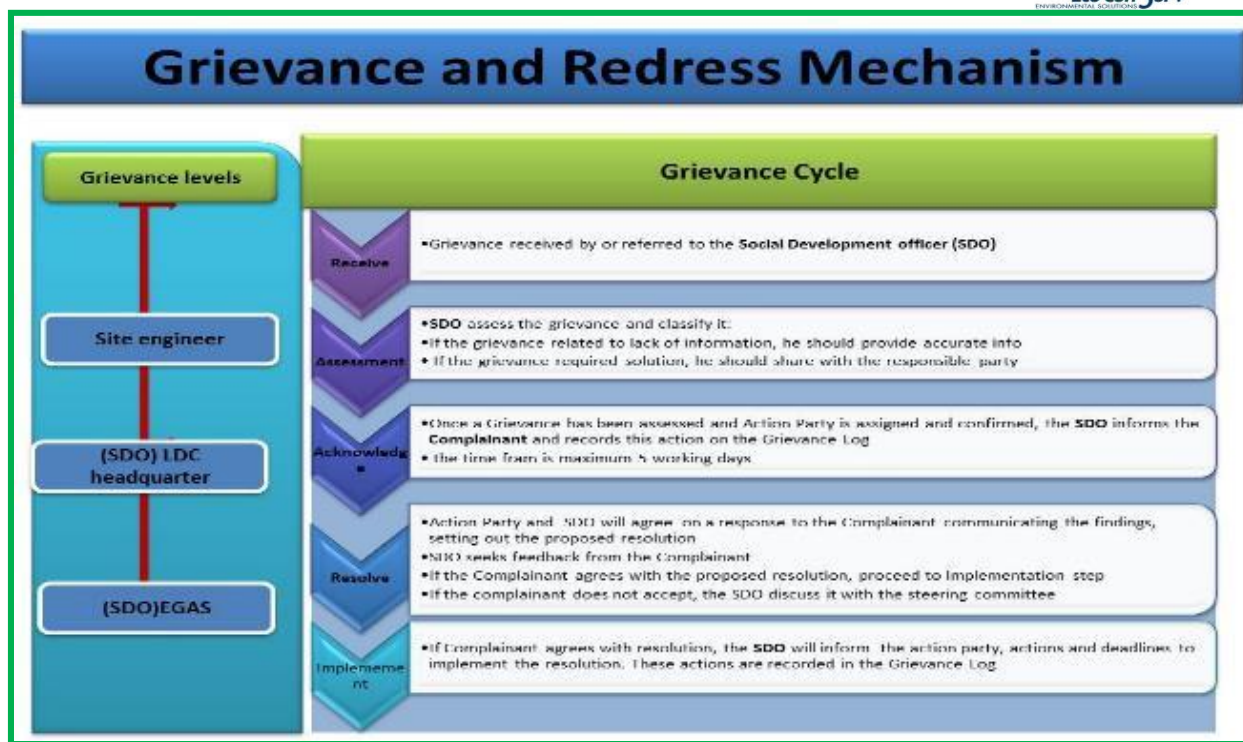 ENVIRONMENTAL SOLUTIONS
Grievance and Redress Mechanism
Grievance levels
Site engineer
(SDO) LDC
headquarter
(SDO)EGAS
Grievance Cycle
Receive
•Grievance received by or referred to the Social Development officer (SDO)
Assessment
•SDO assess the grievance and classify it:
•If the grievance related to lack of information, he should provide accurate info
• If the grievance required solution, he should share with the responsible party
Acknowledg
e
•Once a Grievance has been assessed and Action Party is assigned and confirmed, the SDO informs the
Complainant and records this action on the Grievance Log
• the time fram is maximum 5 working days
Resolve
•Action Party and SDO will agree on a response to the Complainant communicating the findings,
setting out the proposed resolution
•SDO seeks feedback from the Complainant
•If the Complainant agrees with the proposed resolution, proceed to Implementation step
•If the complainant does not accept, the SDO discuss it with the steering committee
Implememe
nt
•If Complainant agrees with resolution, the SDO will inform the action party, actions and deadlines to
implement the resolution. These actions are recorded in the Grievance Log